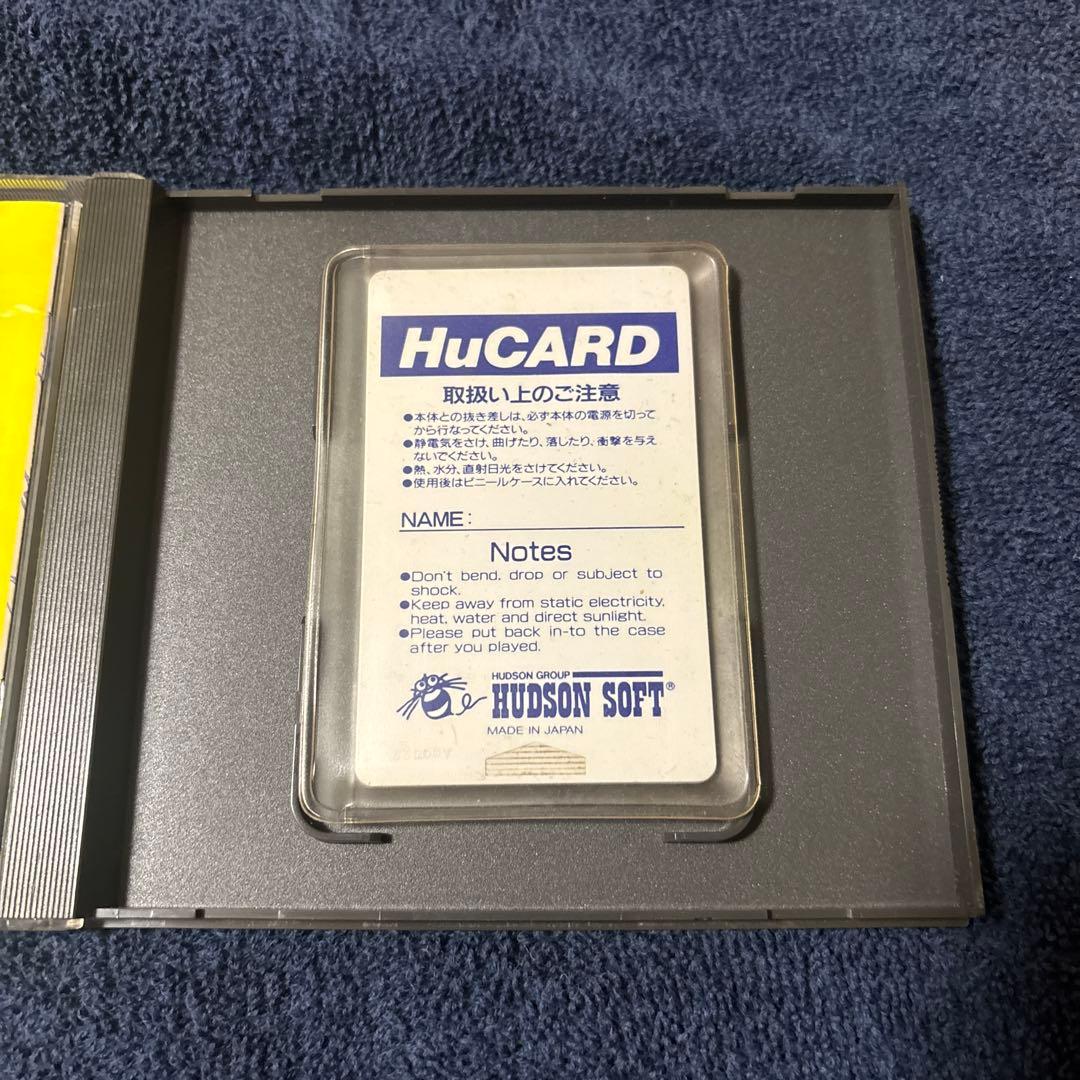 HuCARD
取扱い上のご注意
●本体との抜き差しは、必ず本体の電源を切って
から行なってください。
●静電気をさけ、曲げたり、落したり、衝撃を与え
ないでください。
●熱、水分、直射日光をさけてください。
●使用後はビニールケースに入れてください。
NAME:
Notes
●Don't bend, drop or subject to
shock.
●Keep away from static electricity,
heat, water and direct sunlight.
●Please put back in-to the case
after you played.
HUDSON GROUP
HUDSON SOFT®
MADE IN JAPAN